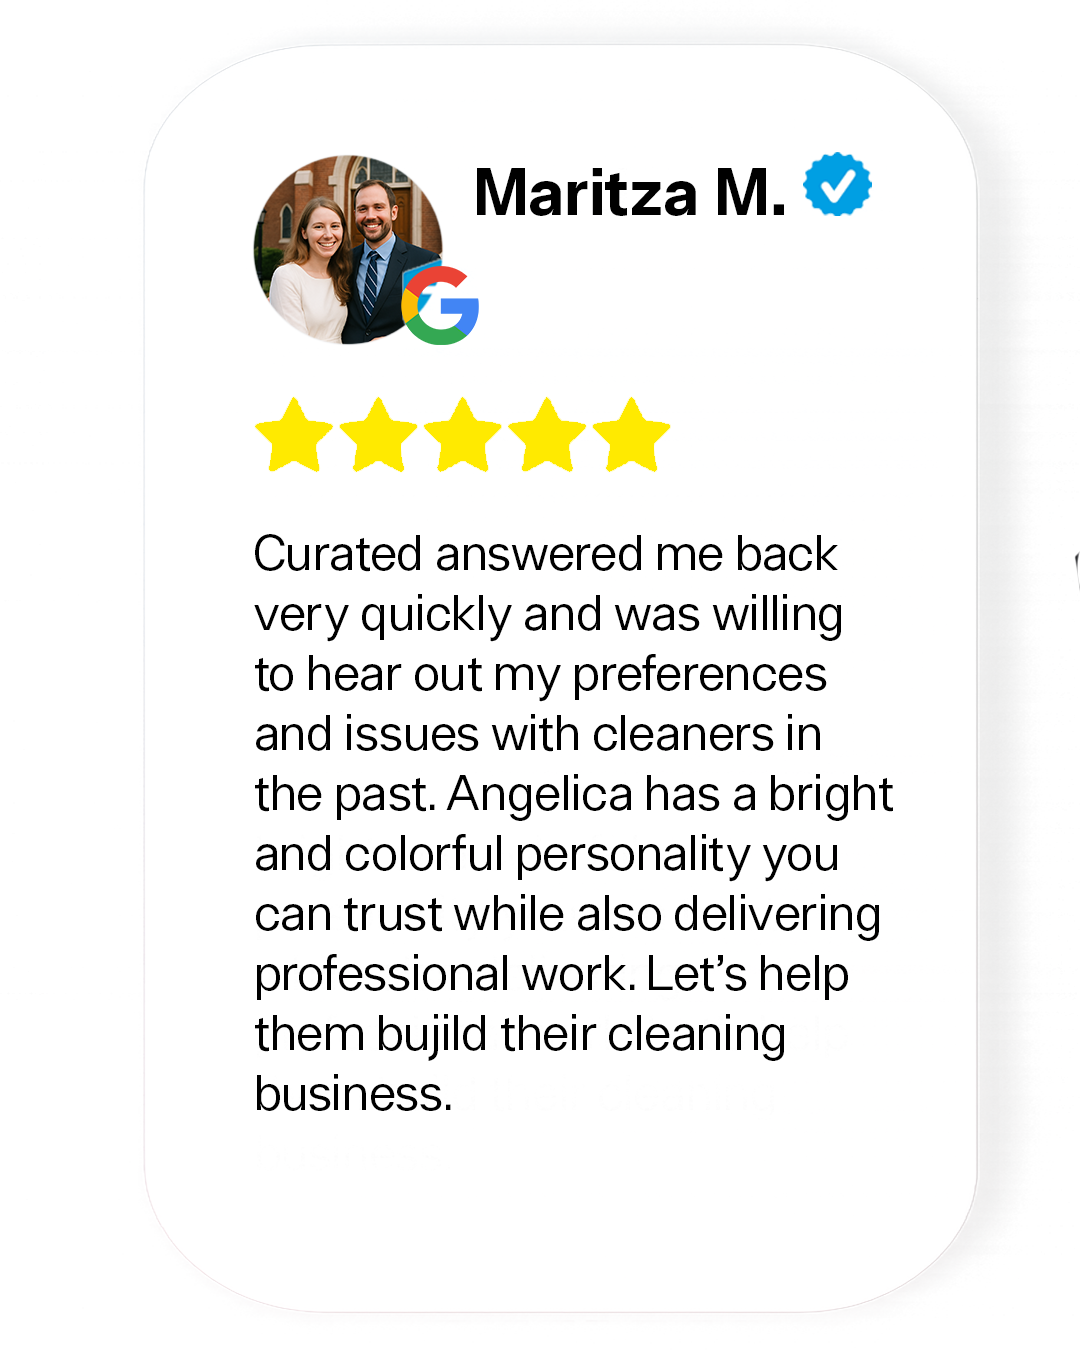 Maritza M.
Curated answered me back
very quickly and was willing
to hear out my preferences
and issues with cleaners in
the past. Angelica has a bright
and colorful personality you
can trust while also delivering
professional work. Let’s help
them bujild their cleaning
business.